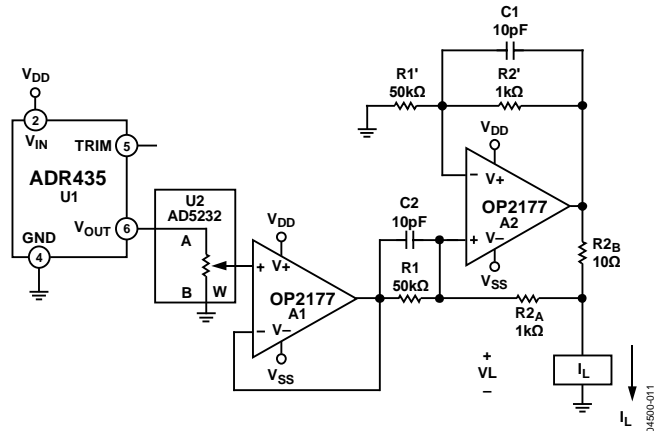 C1
10pF
R1'
50kΩ
R2'
1kΩ
VDD
2
VIN
TRIM
5
ADR435
U1
VOUT
6
GND
4
U2
AD5232
A
B
W
VDD
+
V+
OP2177
A1
−
V−
VSS
C2
10pF
R1
50kΩ
VDD
−
V+
OP2177
A2
+
V−
VSS
R2B
10Ω
R2A
1kΩ
+
VL
−
IL
IL
04500-011